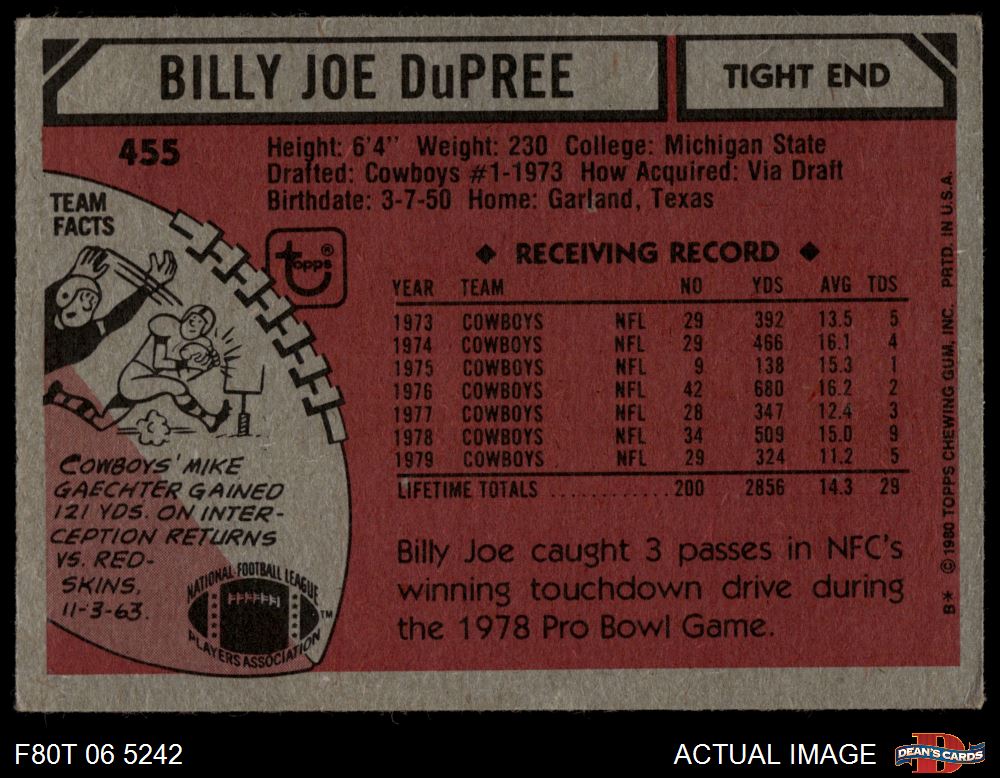 BILLY JOE DuPREE
TIGHT END
455
Height: 6'4" Weight: 230 College: Michigan State
Drafted: Cowboys #1-1973 How Acquired: Via Draft
Birthdate: 3-7-50 Home: Garland, Texas
TEAM
FACTS
topps®
◆ RECEIVING RECORD ◆
YEAR TEAM NO YDS AVG TDS
1973 COWBOYS NFL 29 392 13.5 5
1974 COWBOYS NFL 29 466 16.1 4
1975 COWBOYS NFL 9 138 15.3 1
1976 COWBOYS NFL 42 680 16.2 2
1977 COWBOYS NFL 28 347 12.4 3
1978 COWBOYS NFL 34 509 15.0 9
1979 COWBOYS NFL 29 324 11.2 5
LIFETIME TOTALS ............ 200 2856 14.3 29
COWBOYS' MIKE
GAECHTER GAINED
121 YDS. ON INTER-
CEPTION RETURNS
VS. RED-
SKINS,
11-3-63.
NATIONAL FOOTBALL LEAGUE
PLAYERS ASSOCIATION
TM
Billy Joe caught 3 passes in NFC's
winning touchdown drive during
the 1978 Pro Bowl Game.
B* © 1980 TOPPS CHEWING GUM, INC. PRTD. IN U.S.A.
F80T 06 5242
ACTUAL IMAGE
DEAN'S CARDS